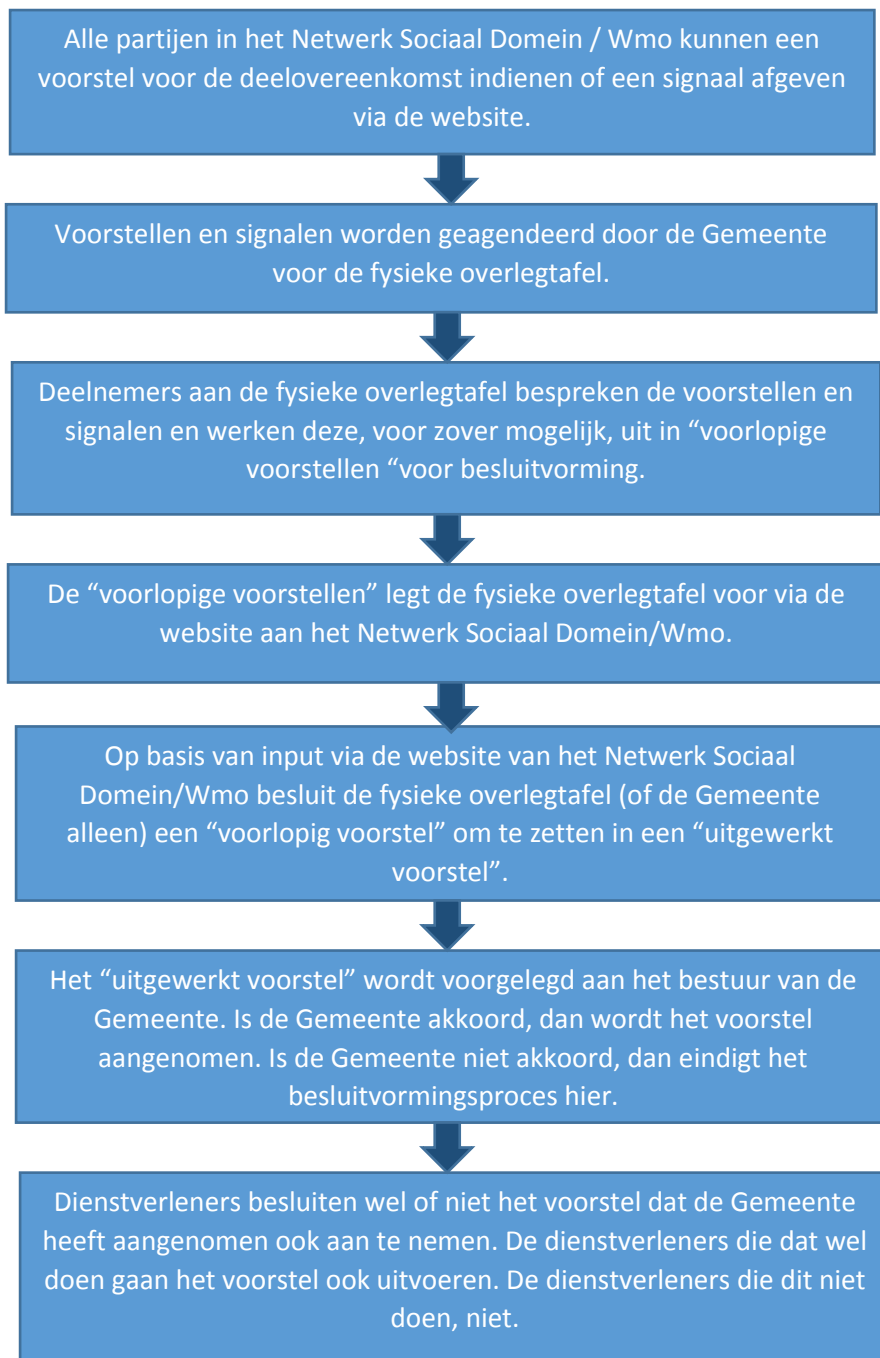 Alle partijen in het Netwerk Sociaal Domein / Wmo kunnen een
voorstel voor de deelovereenkomst indienen of een signaal afgeven
via de website.
Voorstellen en signalen worden geagendeerd door de Gemeente
voor de fysieke overlegtafel.
Deelnemers aan de fysieke overlegtafel bespreken de voorstellen en
signalen en werken deze, voor zover mogelijk, uit in “voorlopige
voorstellen “voor besluitvorming.
De “voorlopige voorstellen” legt de fysieke overlegtafel voor via de
website aan het Netwerk Sociaal Domein/Wmo.
Op basis van input via de website van het Netwerk Sociaal
Domein/Wmo besluit de fysieke overlegtafel (of de Gemeente
alleen) een “voorlopig voorstel” om te zetten in een “uitgewerkt
voorstel”.
Het “uitgewerkt voorstel” wordt voorgelegd aan het bestuur van de
Gemeente. Is de Gemeente akkoord, dan wordt het voorstel
aangenomen. Is de Gemeente niet akkoord, dan eindigt het
besluitvormingsproces hier.
Dienstverleners besluiten wel of niet het voorstel dat de Gemeente
heeft aangenomen ook aan te nemen. De dienstverleners die dat wel
doen gaan het voorstel ook uitvoeren. De dienstverleners die dit niet
doen, niet.